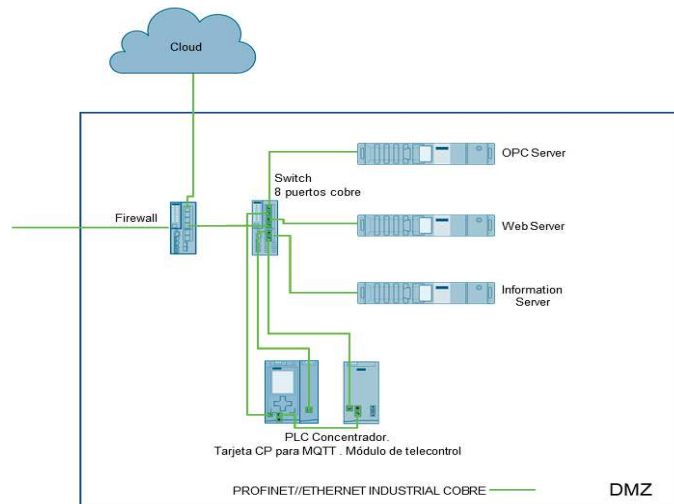 Cloud
OPC Server
Switch
8 puertos cobre
Firewall
Web Server
Information
Server
PLC Concentrador.
Tarjeta CP para MQTT . Módulo de telecontrol
PROFINET//ETHERNET INDUSTRIAL COBRE
DMZ